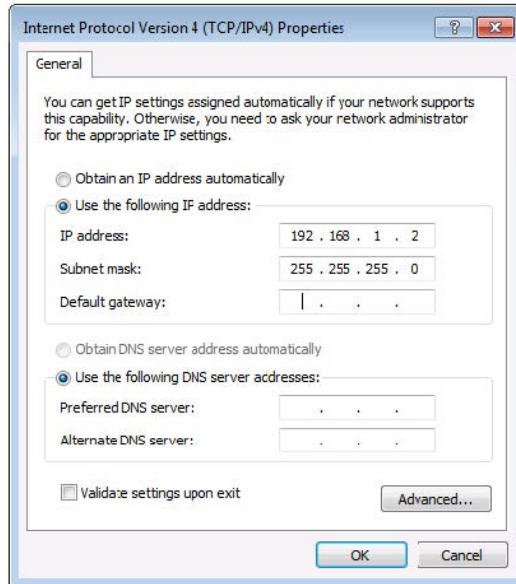 Internet Protocol Version 4 (TCP/IPv4) Properties
General
You can get IP settings assigned automatically if your network supports
this capability. Otherwise, you need to ask your network administrator
for the appropriate IP settings.
Obtain an IP address automatically
Use the following IP address:
IP address: 192 . 168 . 1 . 2
Subnet mask: 255 . 255 . 255 . 0
Default gateway: . . .
Obtain DNS server address automatically
Use the following DNS server addresses:
Preferred DNS server: . . .
Alternate DNS server: . . .
Validate settings upon exit
Advanced...
OK Cancel